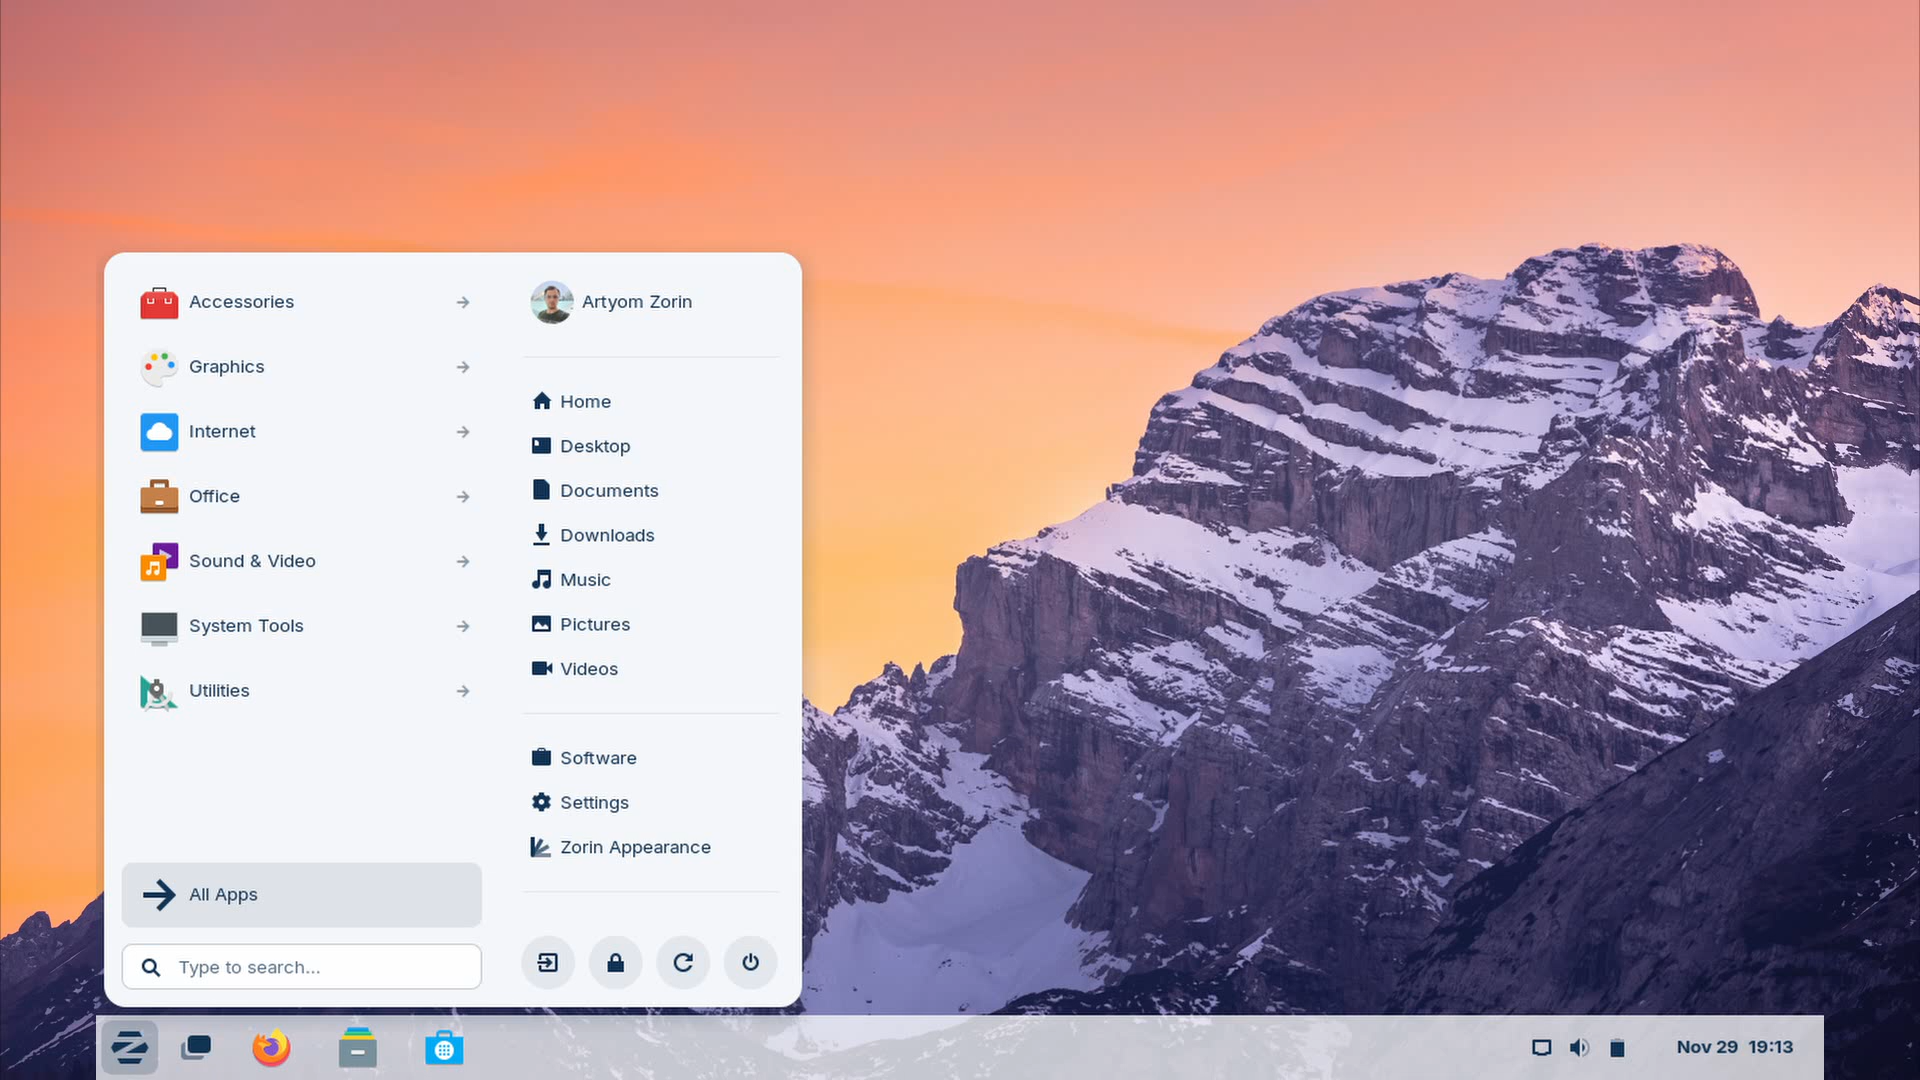 Accessories
Graphics
Internet
Office
Sound & Video
System Tools
Utilities
All Apps
Type to search...
Artyom Zorin
Home
Desktop
Documents
Downloads
Music
Pictures
Videos
Software
Settings
Zorin Appearance
Nov 29 19:13